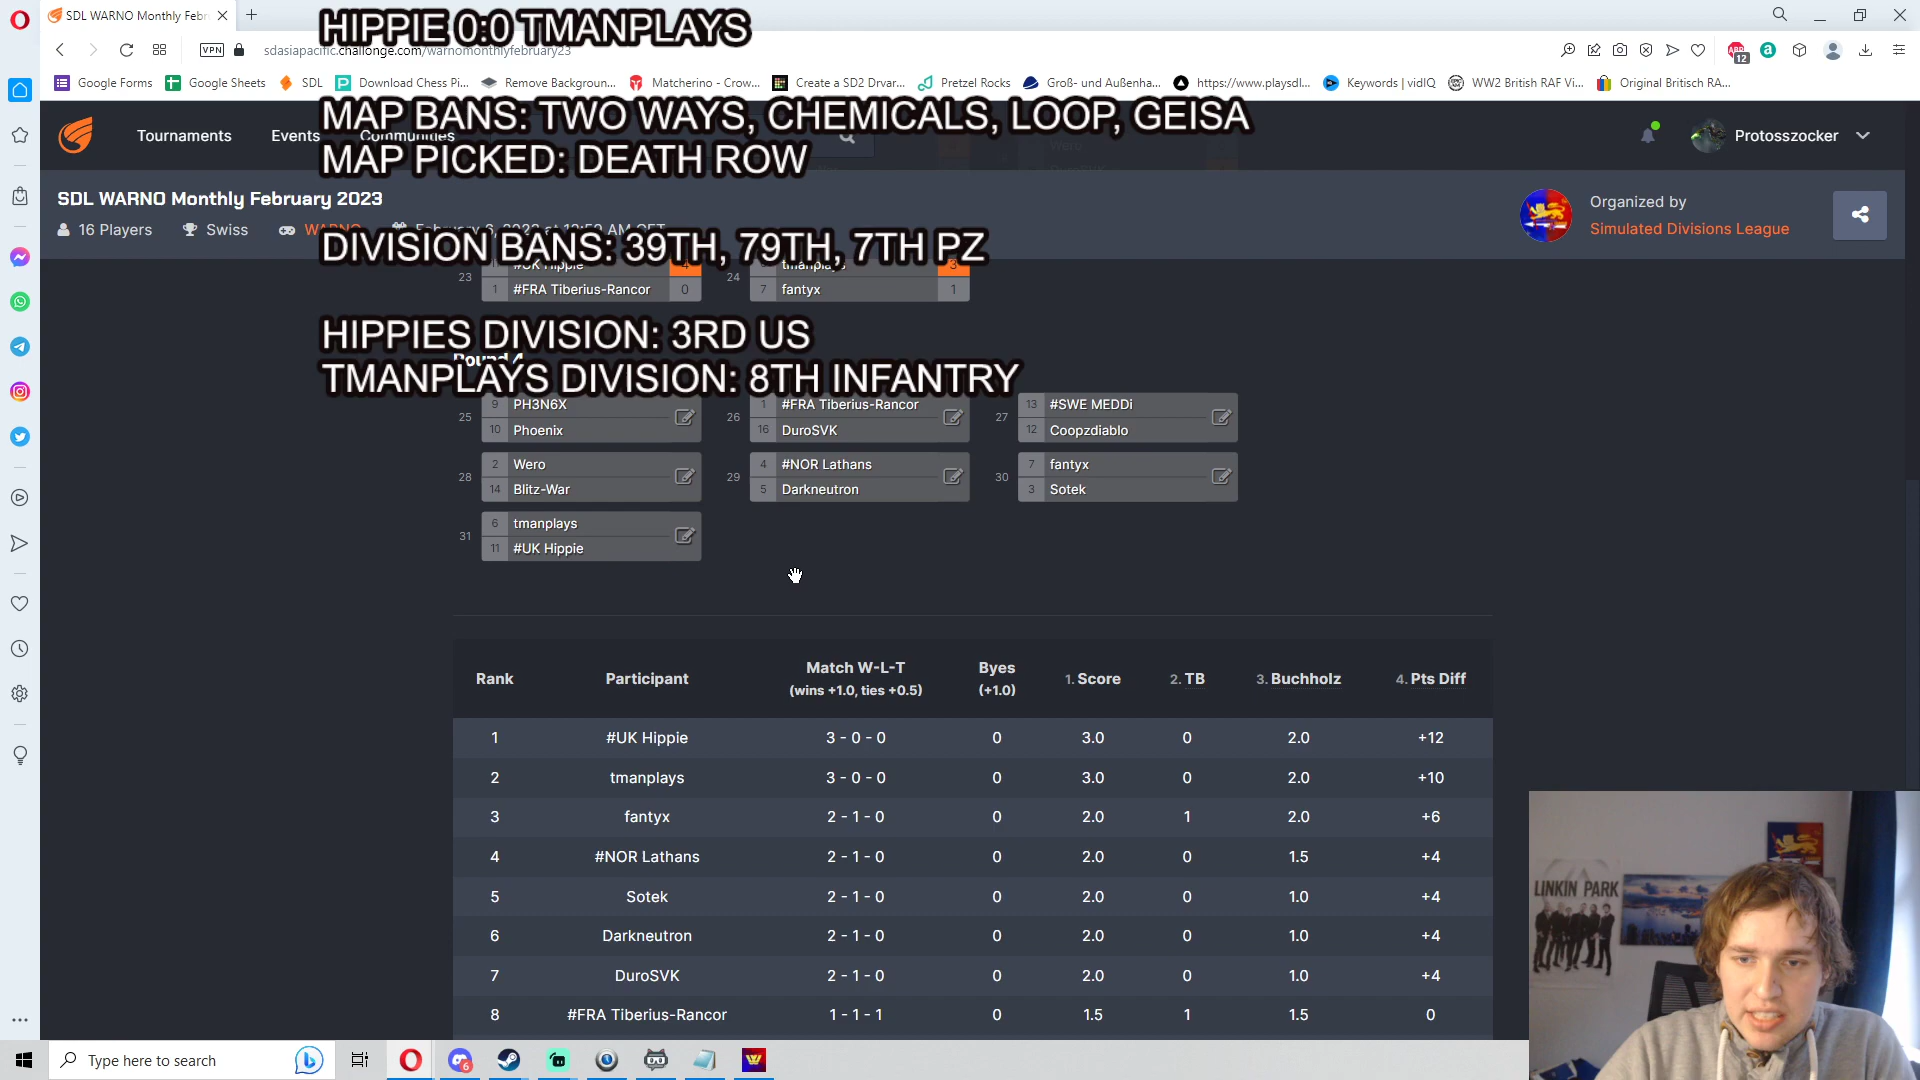 SDL WARNO Monthly Febr
HIPPIE 0:0 TMANPLAYS
VPN
sdasiapacific.challonge.com/warnomonthlyfebruary23
12
Google Forms
Google Sheets
SDL
Download Chess Pi...
Remove Backgroun...
Matcherino - Crow...
Create a SD2 Drvar...
Pretzel Rocks
Groß- und Außenha...
https://www.playsdl...
Keywords | vidIQ
WW2 British RAF Vi...
Original Britisch RA...
MAP BANS: TWO WAYS, CHEMICALS, LOOP, GEISA
MAP PICKED: DEATH ROW
Tournaments
Events
Communities
Protosszocker
Wero
SDL WARNO Monthly February 2023
16 Players
Swiss
WARNO
Organized by
Simulated Divisions League
DIVISION BANS: 39TH, 79TH, 7TH PZ
23
#UK Hippie
1 #FRA Tiberius-Rancor 0
24
tmanplays 3
7 fantyx 1
HIPPIES DIVISION: 3RD US
Round 4
TMANPLAYS DIVISION: 8TH INFANTRY
25
9 PH3N6X
10 Phoenix
26
1 #FRA Tiberius-Rancor
16 DuroSVK
27
13 #SWE MEDDi
12 Coopzdiablo
28
2 Wero
14 Blitz-War
29
4 #NOR Lathans
5 Darkneutron
30
7 fantyx
3 Sotek
31
6 tmanplays
11 #UK Hippie
Rank Participant Match W-L-T (wins +1.0, ties +0.5) Byes (+1.0) 1. Score 2. TB 3. Buchholz 4. Pts Diff
1 #UK Hippie 3 - 0 - 0 0 3.0 0 2.0 +12
2 tmanplays 3 - 0 - 0 0 3.0 0 2.0 +10
3 fantyx 2 - 1 - 0 0 2.0 1 2.0 +6
4 #NOR Lathans 2 - 1 - 0 0 2.0 0 1.5 +4
5 Sotek 2 - 1 - 0 0 2.0 0 1.0 +4
6 Darkneutron 2 - 1 - 0 0 2.0 0 1.0 +4
7 DuroSVK 2 - 1 - 0 0 2.0 0 1.0 +4
8 #FRA Tiberius-Rancor 1 - 1 - 1 0 1.5 1 1.5 0
LINKIN PARK
Type here to search
6